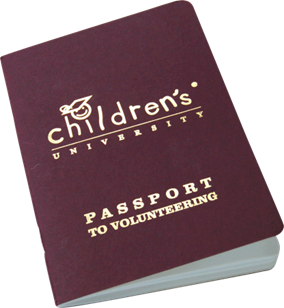 children's
UNIVERSITY
PASSPORT
TO VOLUNTEERING